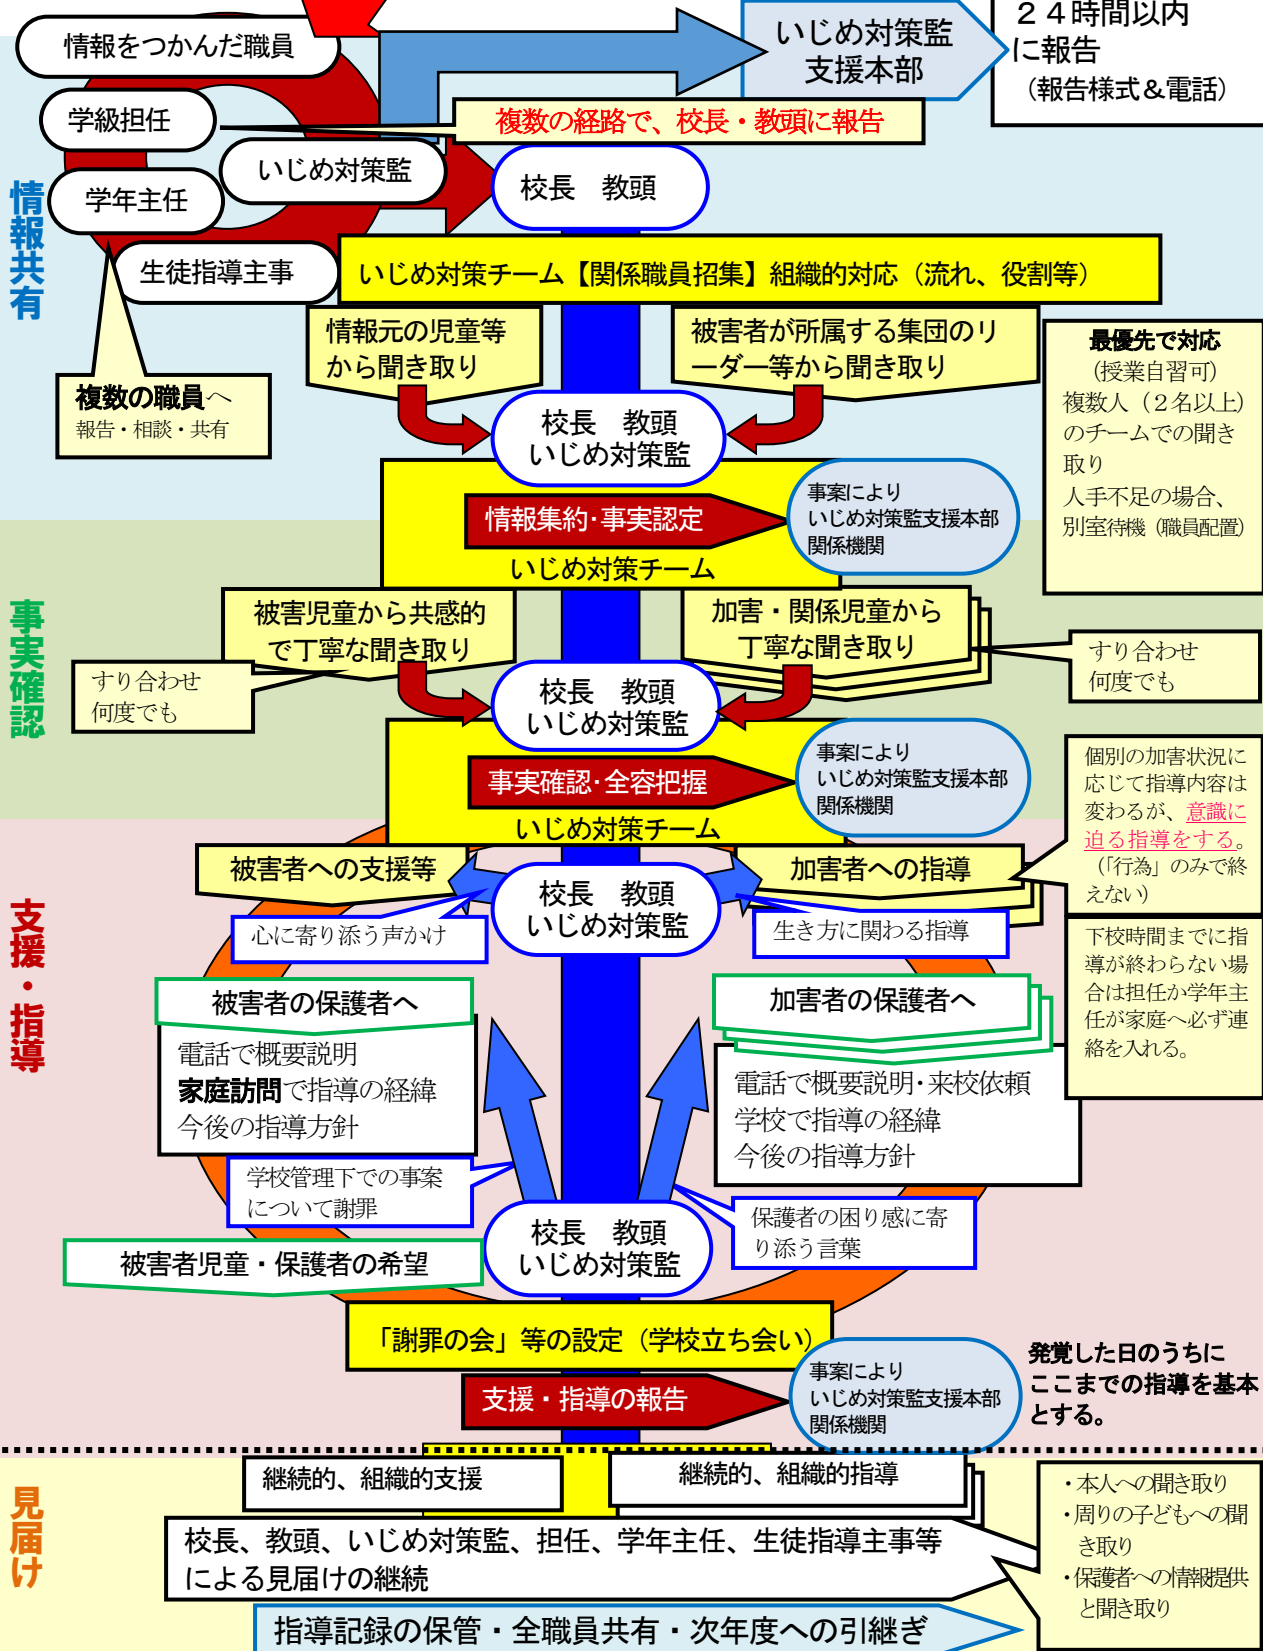 情報をつかんだ職員
いじめ対策監
支援本部
２４時間以内
に報告
（報告様式＆電話）
学級担任
複数の経路で、校長・教頭に報告
いじめ対策監
校長　教頭
学年主任
情報共有
生徒指導主事
いじめ対策チーム【関係職員招集】組織的対応（流れ、役割等）
情報元の児童等
から聞き取り
被害者が所属する集団のリ
ーダー等から聞き取り
複数の職員へ
報告・相談・共有
最優先で対応
（授業自習可）
複数人（２名以上）
のチームでの聞き
取り
人手不足の場合、
別室待機（職員配置）
校長　教頭
いじめ対策監
情報集約・事実認定
事案により
いじめ対策監支援本部
関係機関
いじめ対策チーム
事実確認
被害児童から共感的
で丁寧な聞き取り
加害・関係児童から
丁寧な聞き取り
すり合わせ
何度でも
すり合わせ
何度でも
校長　教頭
いじめ対策監
事実確認・全容把握
事案により
いじめ対策監支援本部
関係機関
いじめ対策チーム
個別の加害状況に
応じて指導内容は
変わるが、意識に
迫る指導をする。
（「行為」のみで終
えない）
支援・指導
被害者への支援等
校長　教頭
いじめ対策監
加害者への指導
心に寄り添う声かけ
生き方に関わる指導
下校時間までに指
導が終わらない場
合は担任か学年主
任が家庭へ必ず連
絡を入れる。
被害者の保護者へ
電話で概要説明
家庭訪問で指導の経緯
今後の指導方針
加害者の保護者へ
電話で概要説明・来校依頼
学校で指導の経緯
今後の指導方針
学校管理下での事案
について謝罪
保護者の困り感に寄
り添う言葉
校長　教頭
いじめ対策監
被害者児童・保護者の希望
「謝罪の会」等の設定（学校立ち会い）
支援・指導の報告
事案により
いじめ対策監支援本部
関係機関
発覚した日のうちに
ここまでの指導を基本
とする。
見届け
継続的、組織的支援
継続的、組織的指導
校長、教頭、いじめ対策監、担任、学年主任、生徒指導主事等
による見届けの継続
・本人への聞き取り
・周りの子どもへの聞
き取り
・保護者への情報提供
と聞き取り
指導記録の保管・全職員共有・次年度への引継ぎ